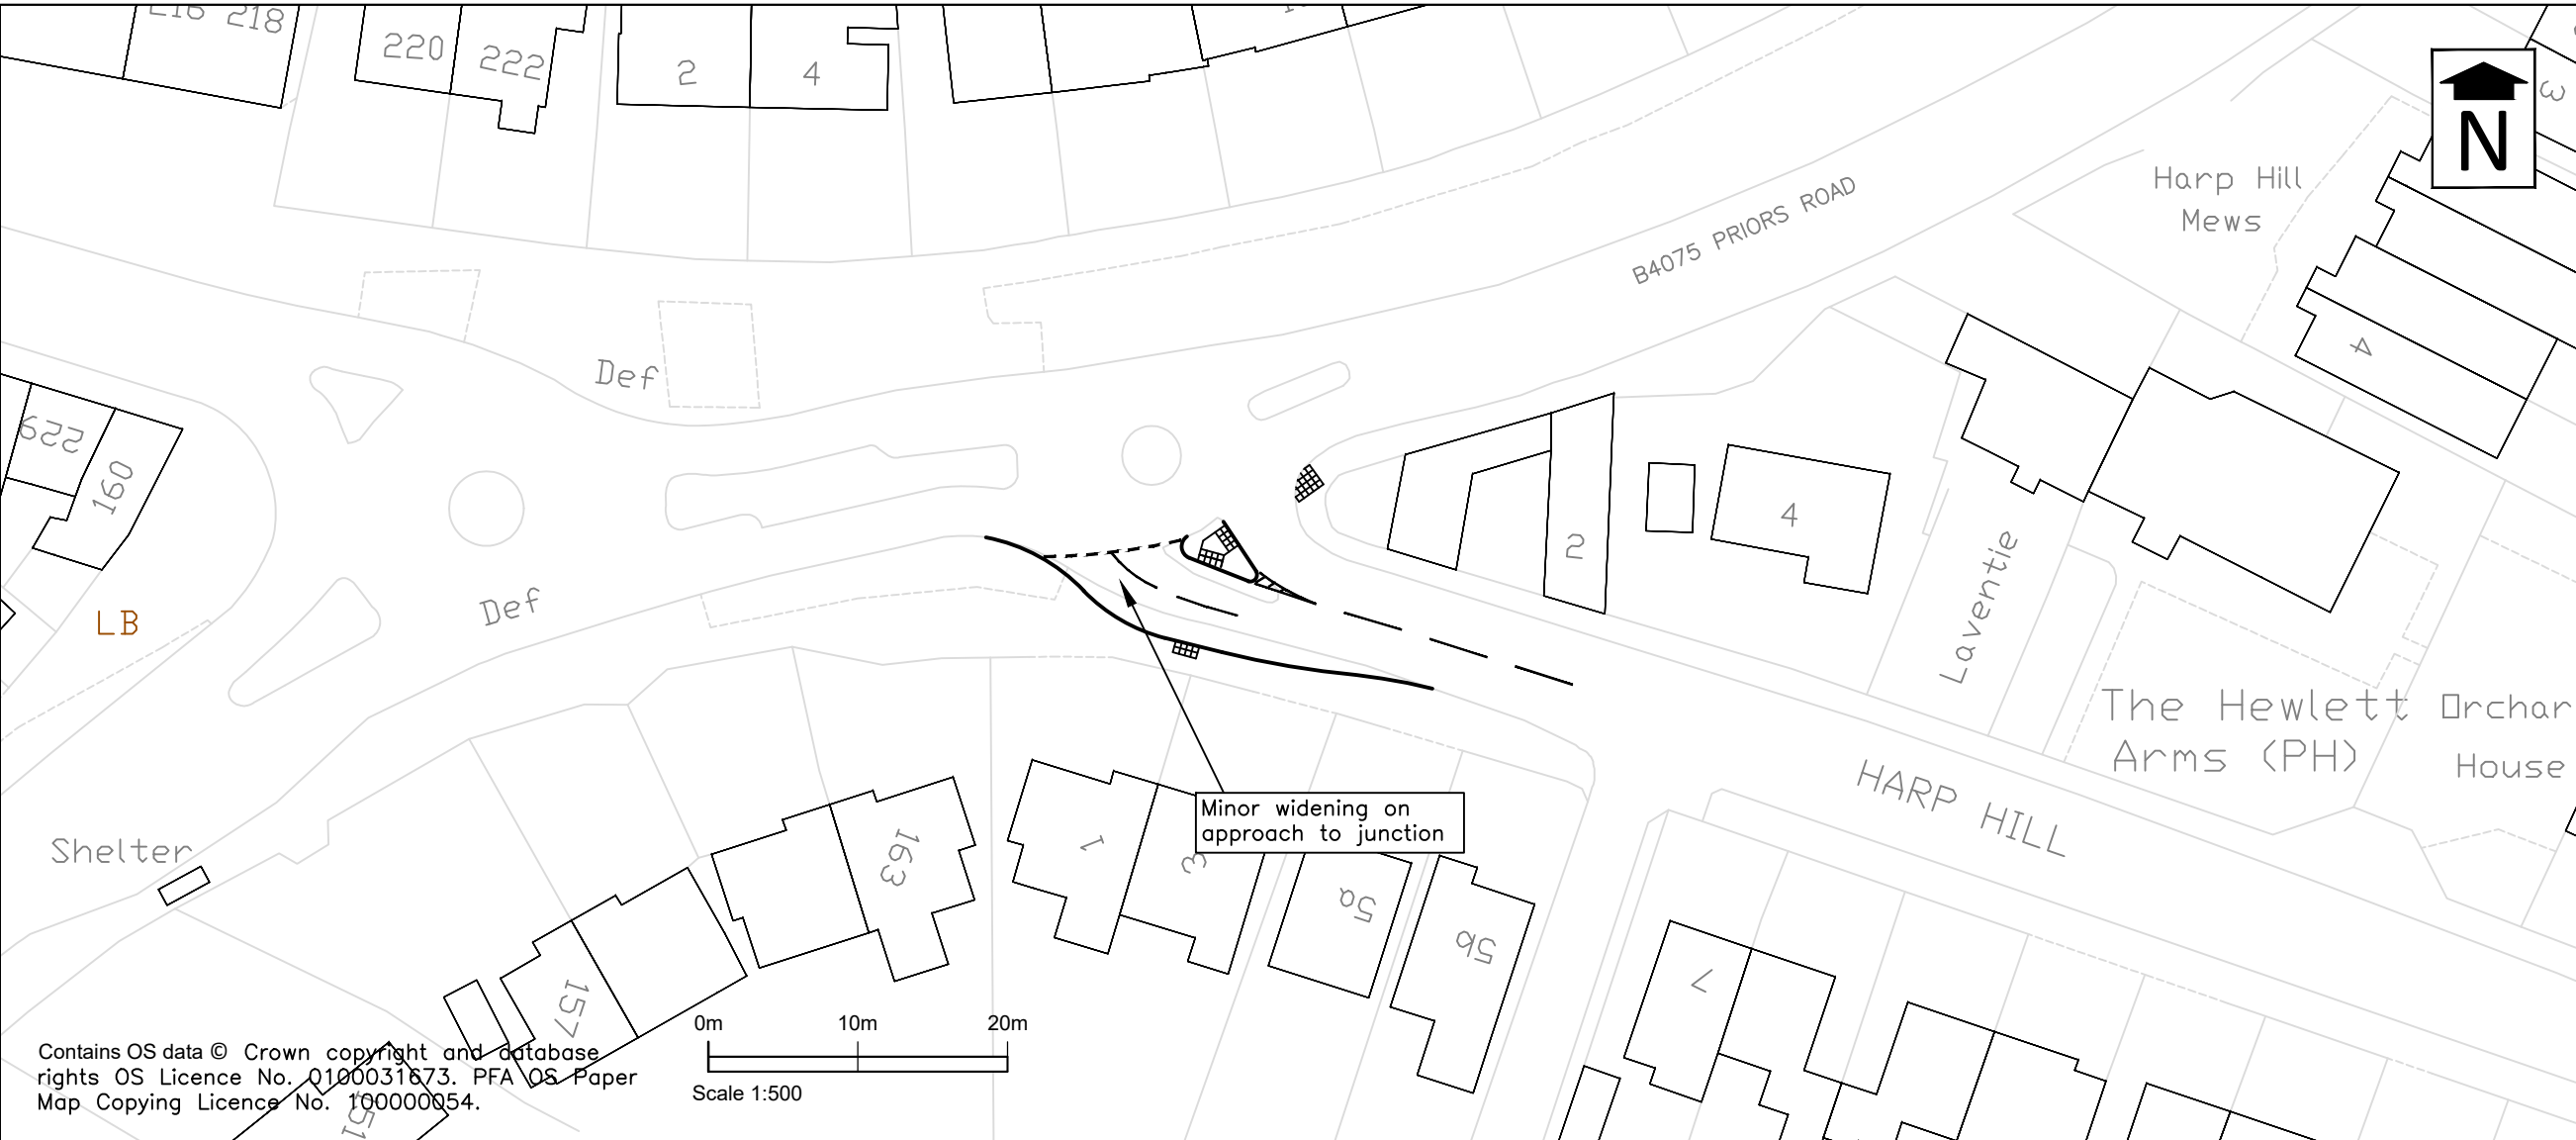 218
220
222
2
4
N
3
Harp Hill
Mews
B4075 PRIORS ROAD
4
Def
622
160
2
4
Laventie
LB
Def
The Hewlett
Arms (PH)
Orchar
House
HARP HILL
Minor widening on
approach to junction
Shelter
163
1
3
5a
5b
7
157
0m 10m 20m
Scale 1:500
Contains OS data © Crown copyright and database
rights OS Licence No. 0100031673. PFA OS Paper
Map Copying Licence No. 100000054.
151